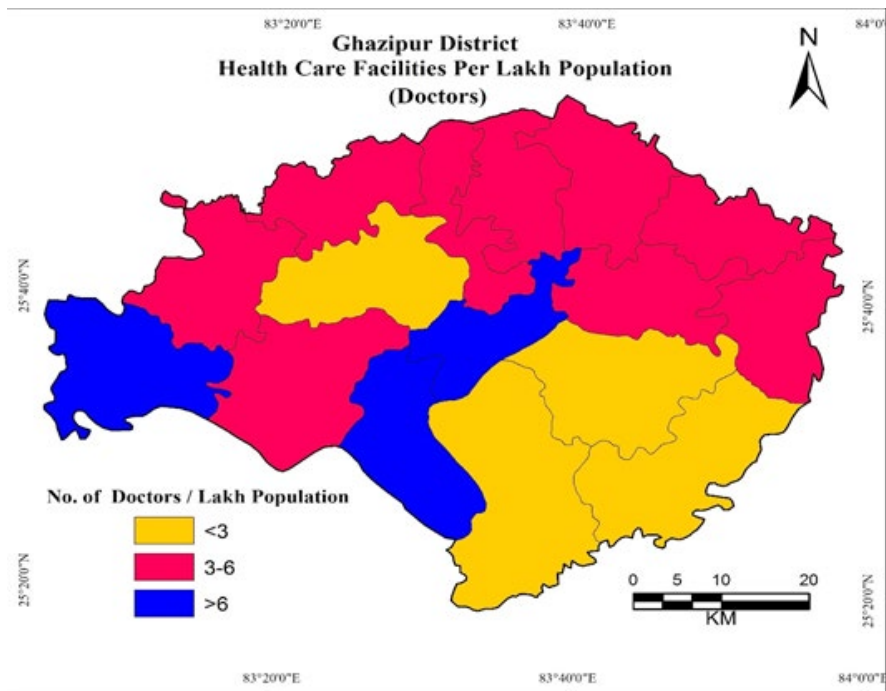 83°20'0"E 83°40'0"E 84°0
Ghazipur District
Health Care Facilities Per Lakh Population
(Doctors)
N
25°40'0"N
25°40'0"N
No. of Doctors / Lakh Population
<3
3-6
>6
25°20'0"N
25°20'0"N
0 5 10 20
KM
83°20'0"E 83°40'0"E 84°0'0"E